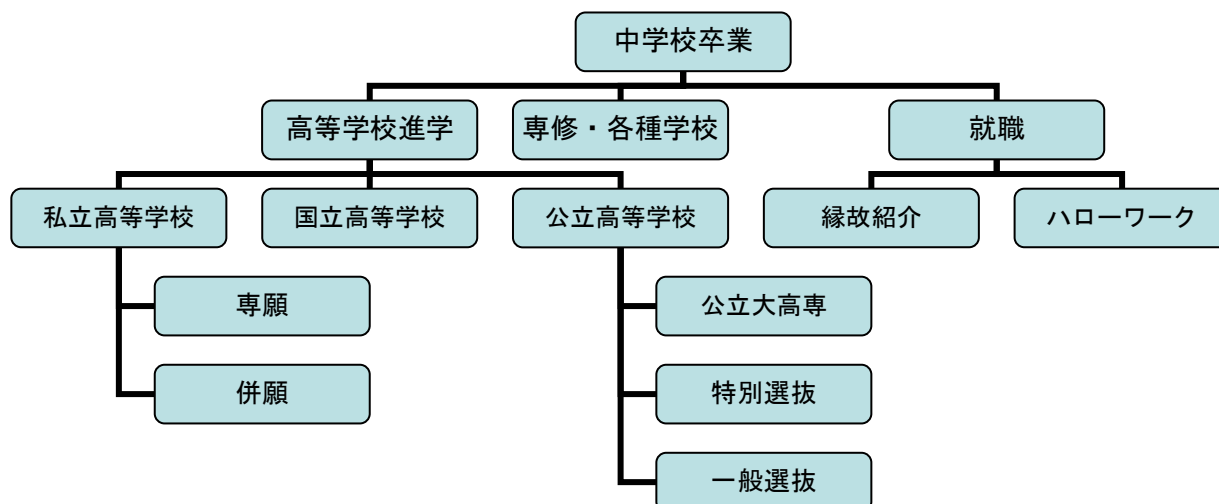 中学校卒業
高等学校進学
専修・各種学校
就職
私立高等学校
国立高等学校
公立高等学校
縁故紹介
ハローワーク
専願
公立大高専
併願
特別選抜
一般選抜